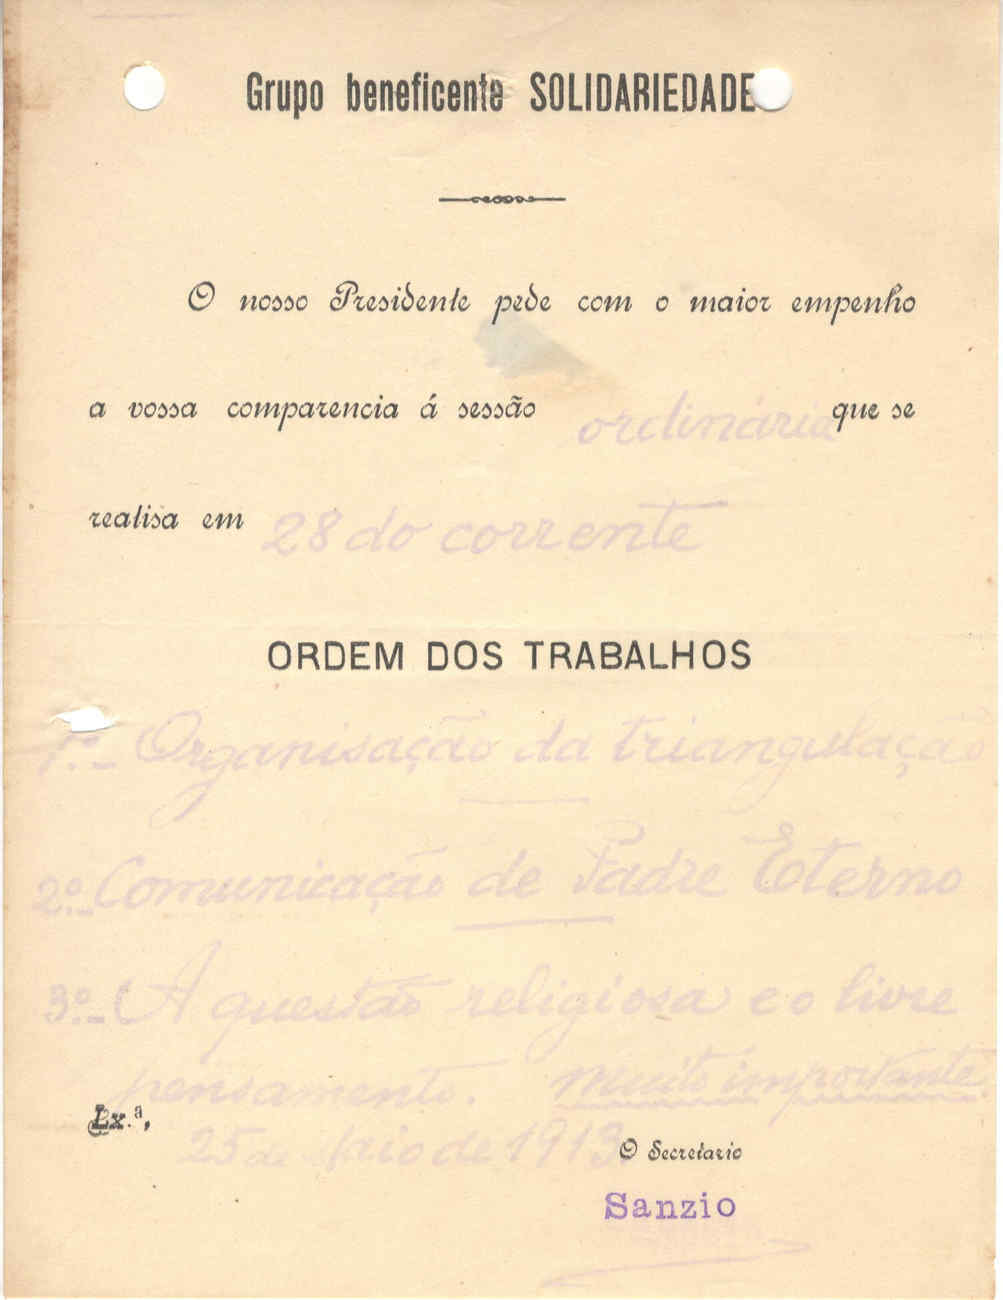 Grupo beneficente SOLIDARIEDADE
O nosso Presidente pede com o maior empenho
a vossa comparencia á sessão ordinária que se
realisa em 28 do corrente
ORDEM DOS TRABALHOS
1.º - Organisação da triangulação
2.º - Comunicação de Padre Eterno
3.º - A questão religiosa e o livre
pensamento. Muito importante.
Lx.ª,
25 de Maio de 1913.
O Secretario
Sanzio